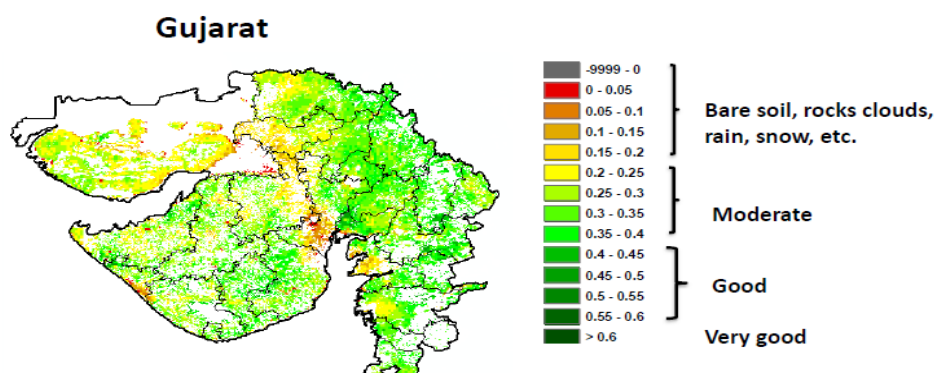 Gujarat
-9999 - 0
0 - 0.05
0.05 - 0.1
0.1 - 0.15
0.15 - 0.2
0.2 - 0.25
0.25 - 0.3
0.3 - 0.35
0.35 - 0.4
0.4 - 0.45
0.45 - 0.5
0.5 - 0.55
0.55 - 0.6
> 0.6
Bare soil, rocks clouds,
rain, snow, etc.
Moderate
Good
Very good